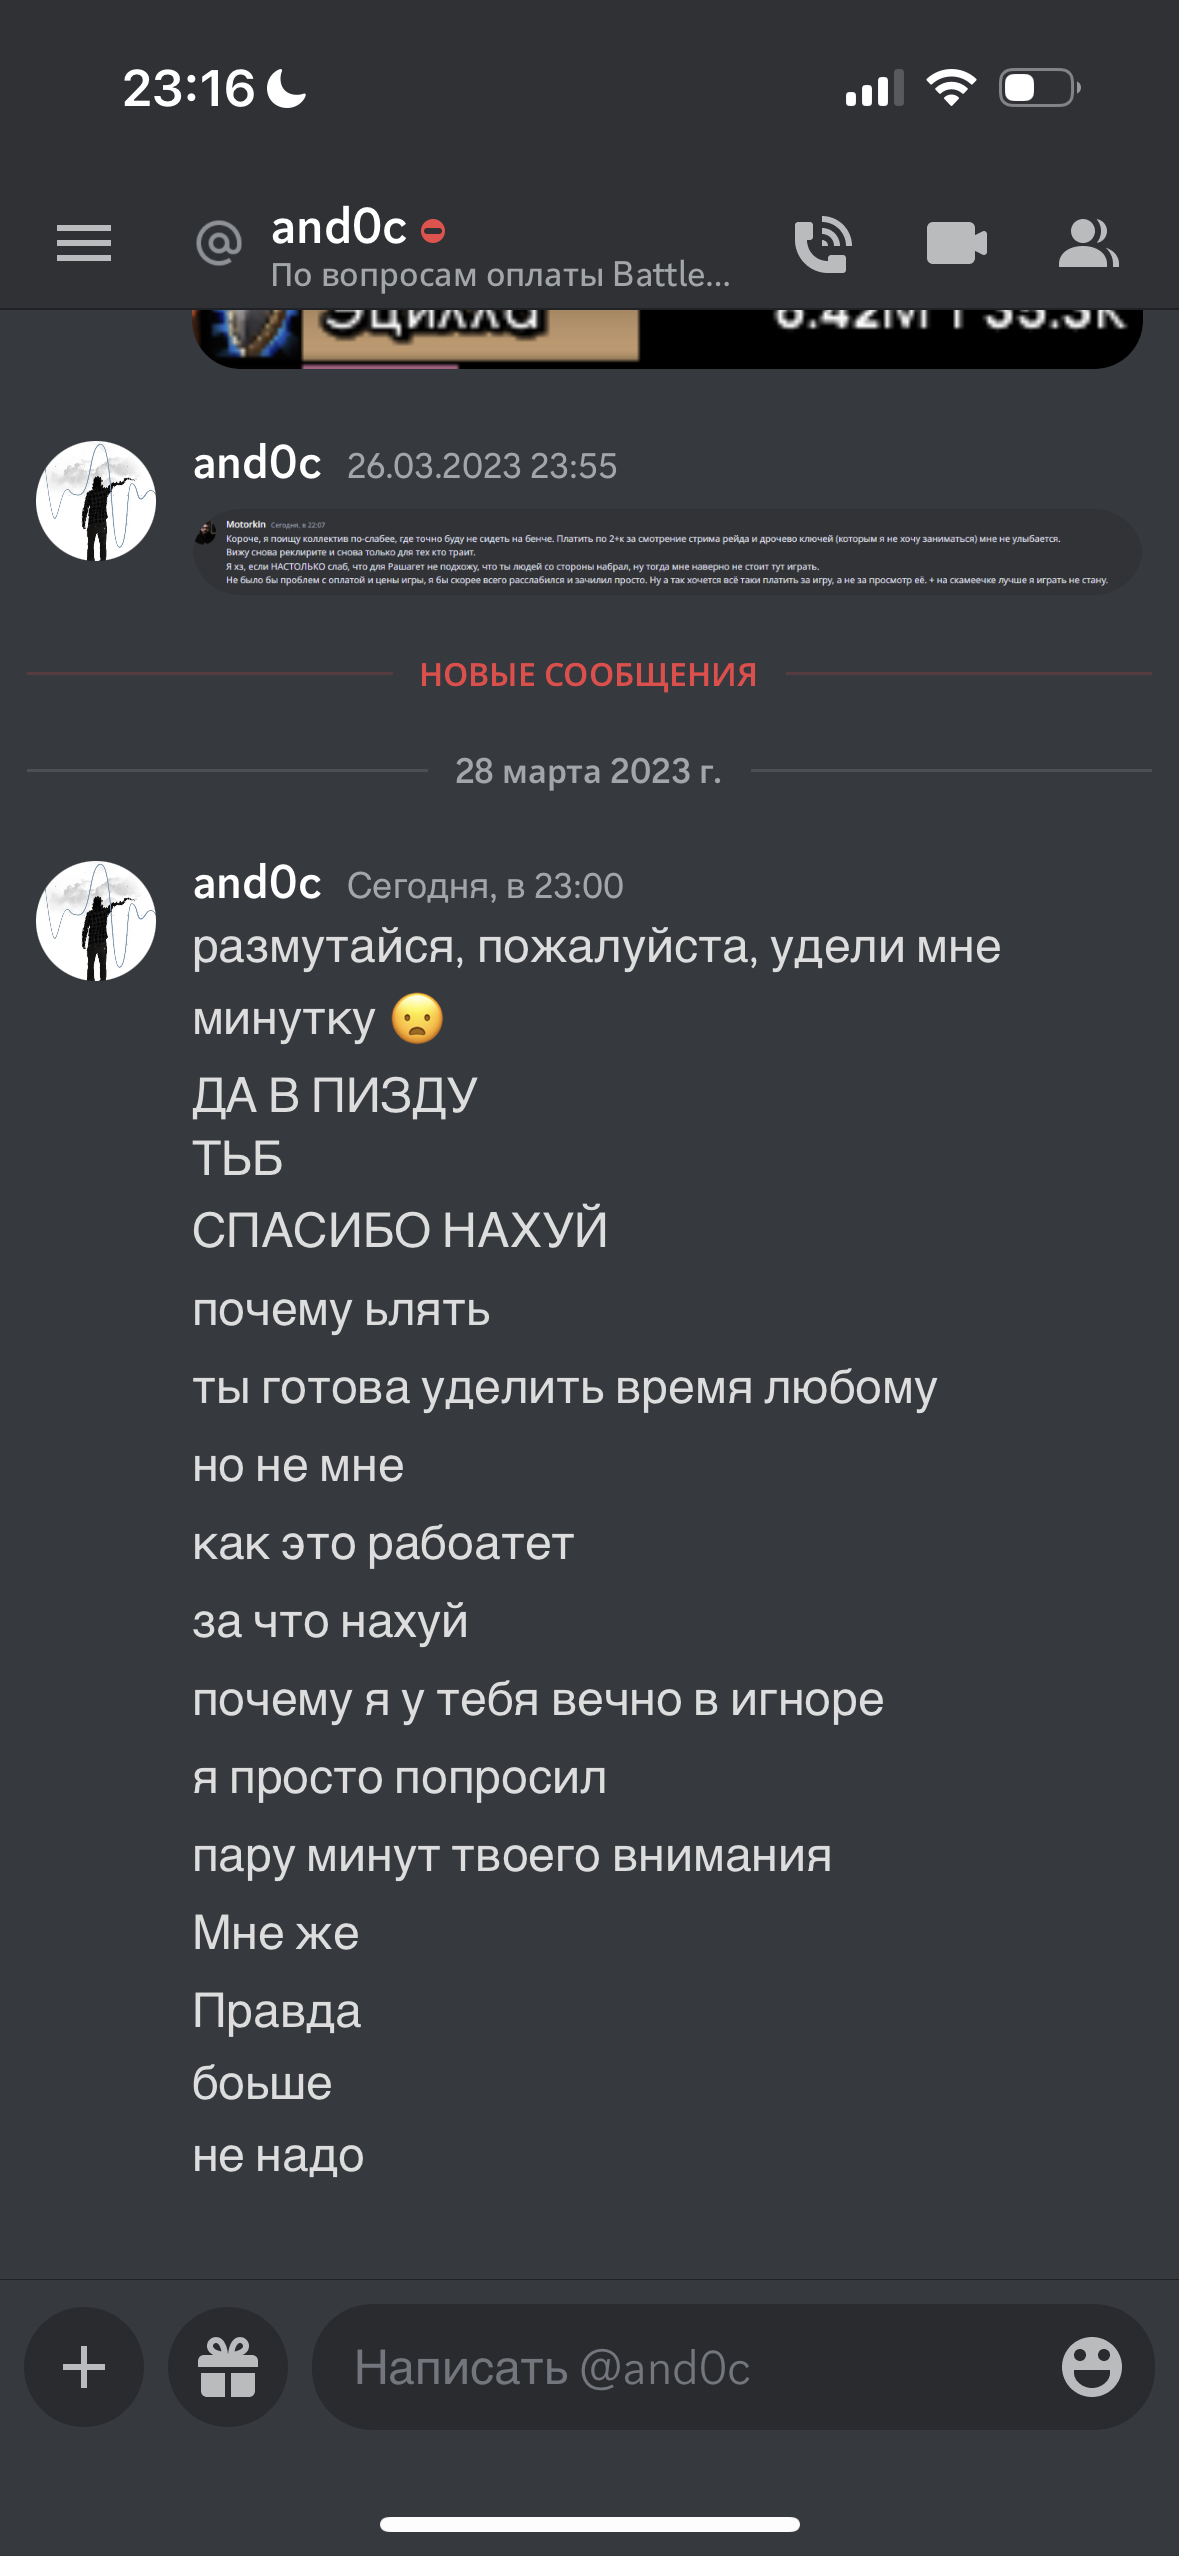 23:16
@ and0c
По вопросам оплаты Battle...
Эцилла
6.42M 35.3K
and0c 26.03.2023 23:55
Motorkin Сегодня, в 22:07
Короче, я поищу коллектив по-слабее, где точно буду не сидеть на бенче. Платить по 2+к за смотрение стрима рейда и дрочево ключей (которым я не хочу заниматься) мне не улыбается.
Вижу снова реклирите и снова только для тех кто траит.
Я хз, если НАСТОЛЬКО слаб, что для Рашагет не подхожу, что ты людей со стороны набрал, ну тогда мне наверно не стоит тут играть.
Не было бы проблем с оплатой и цены игры, я бы скорее всего расслабился и зачилил просто. Ну а так хочется всё таки платить за игру, а не за просмотр её. + на скамеечке лучше я играть не стану.
НОВЫЕ СООБЩЕНИЯ
28 марта 2023 г.
and0c Сегодня, в 23:00
размутайся, пожалуйста, удели мне
минутку 😦
ДА В ПИЗДУ
ТЬБ
СПАСИБО НАХУЙ
почему ьлять
ты готова уделить время любому
но не мне
как это рабоатет
за что нахуй
почему я у тебя вечно в игноре
я просто попросил
пару минут твоего внимания
Мне же
Правда
боьше
не надо
Написать @and0c